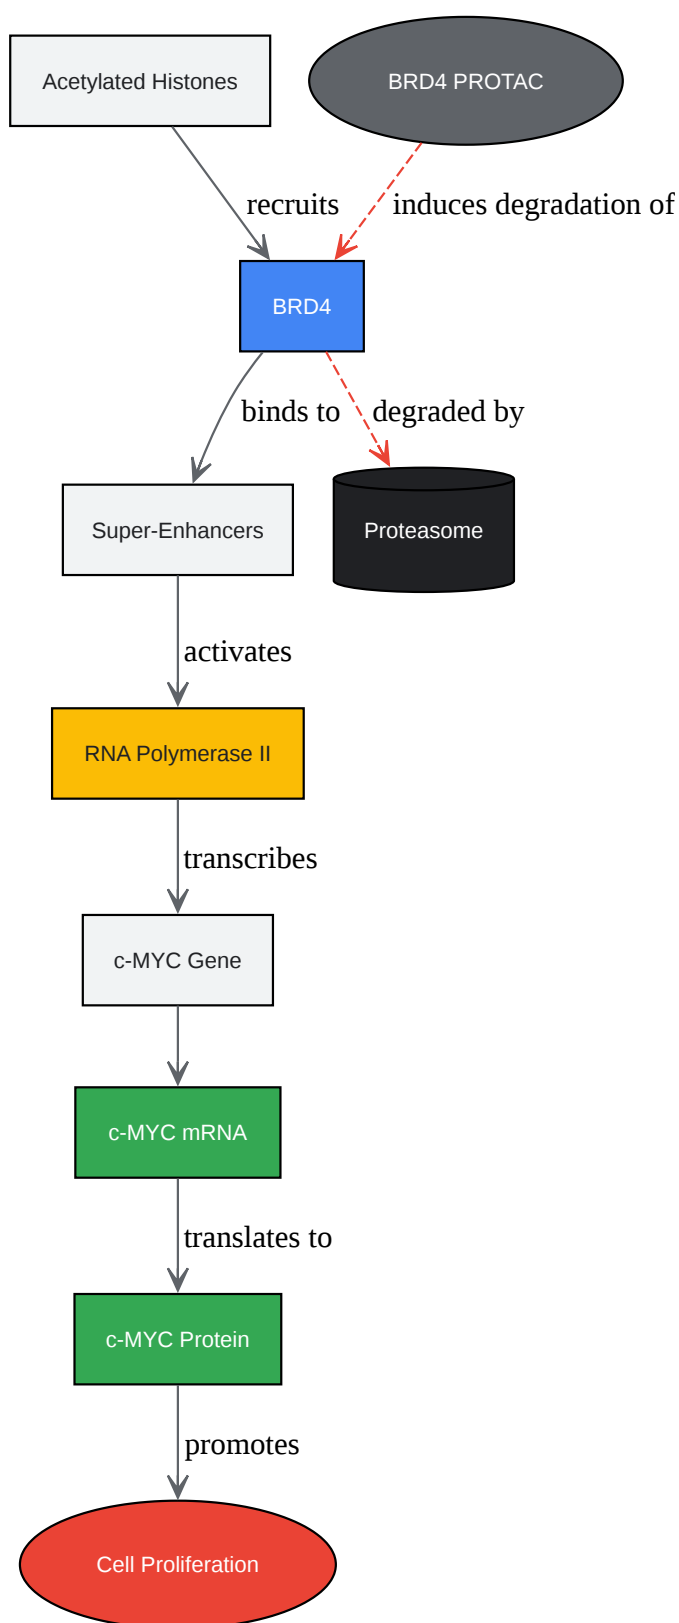 Acetylated Histones
BRD4 PROTAC
recruits
induces degradation of
BRD4
binds to
degraded by
Super-Enhancers
Proteasome
activates
RNA Polymerase II
transcribes
c-MYC Gene
c-MYC mRNA
translates to
c-MYC Protein
promotes
Cell Proliferation